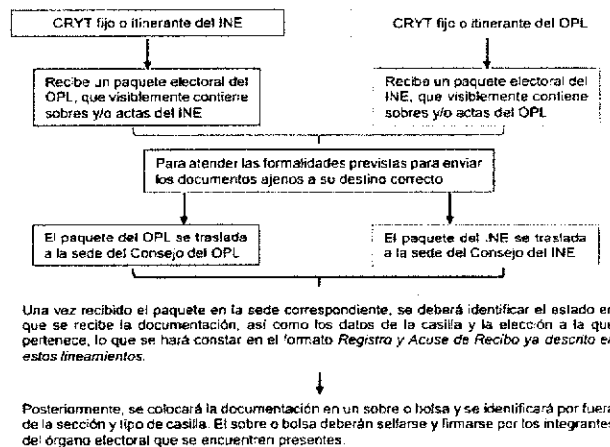 CRYT fijo o itinerante del INE
CRYT fijo o itinerante del OPL
Recibe un paquete electoral del
OPL, que visiblemente contiene
sobres y/o actas del INE
Recibe un paquete electoral del
INE, que visiblemente contiene
sobres y/o actas del OPL
Para atender las formalidades previstas para enviar
los documentos ajenos a su destino correcto
El paquete del OPL se traslada
a la sede del Consejo del OPL
El paquete del INE se traslada
a la sede del Consejo del INE
Una vez recibido el paquete en la sede correspondiente, se deberá identificar el estado en
que se recibe la documentación, así como los datos de la casilla y la elección a la que
pertenece, lo que se hará constar en el formato Registro y Acuse de Recibo ya descrito en
estos lineamientos.
Posteriormente, se colocará la documentación en un sobre o bolsa y se identificará por fuera
de la sección y tipo de casilla. El sobre o bolsa deberán sellarse y firmarse por los integrantes
del órgano electoral que se encuentren presentes.